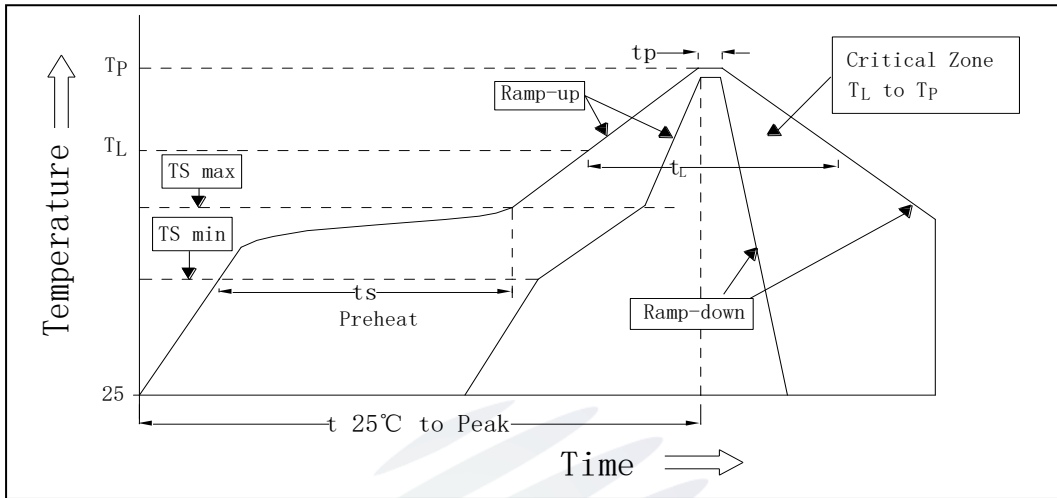 tp
TP
Critical Zone
TL to TP
Ramp-up
TL
TS max
tL
TS min
ts
Preheat
Ramp-down
25
t 25℃ to Peak
Time
Temperature